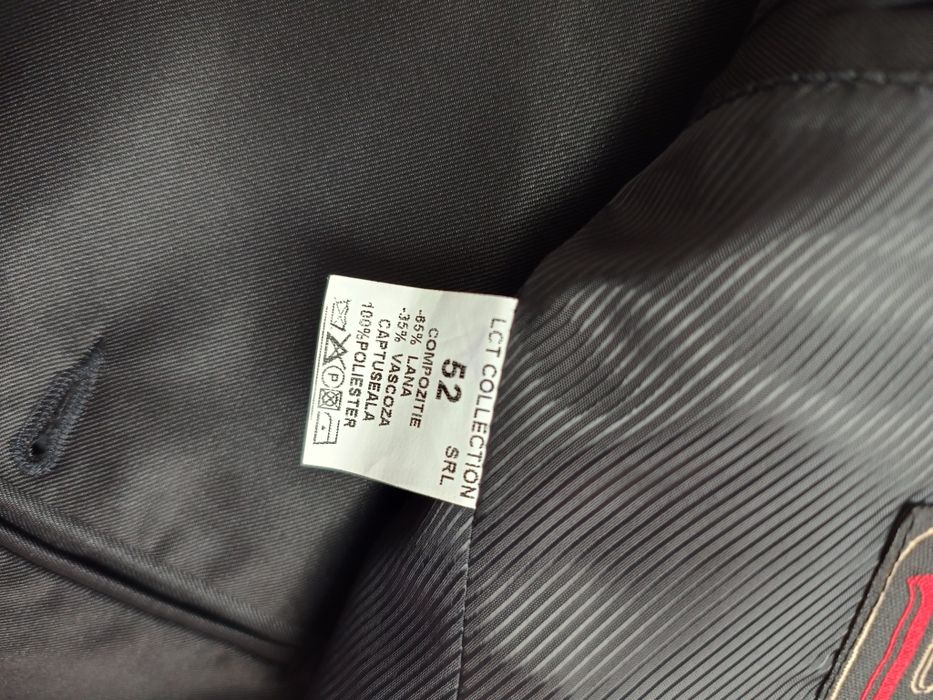 LCT COLLECTION
SRL.
52
COMPOZITIE
-65% LANA
-35% VASCOZA
CAPTUSEALA
100%POLIESTER
P